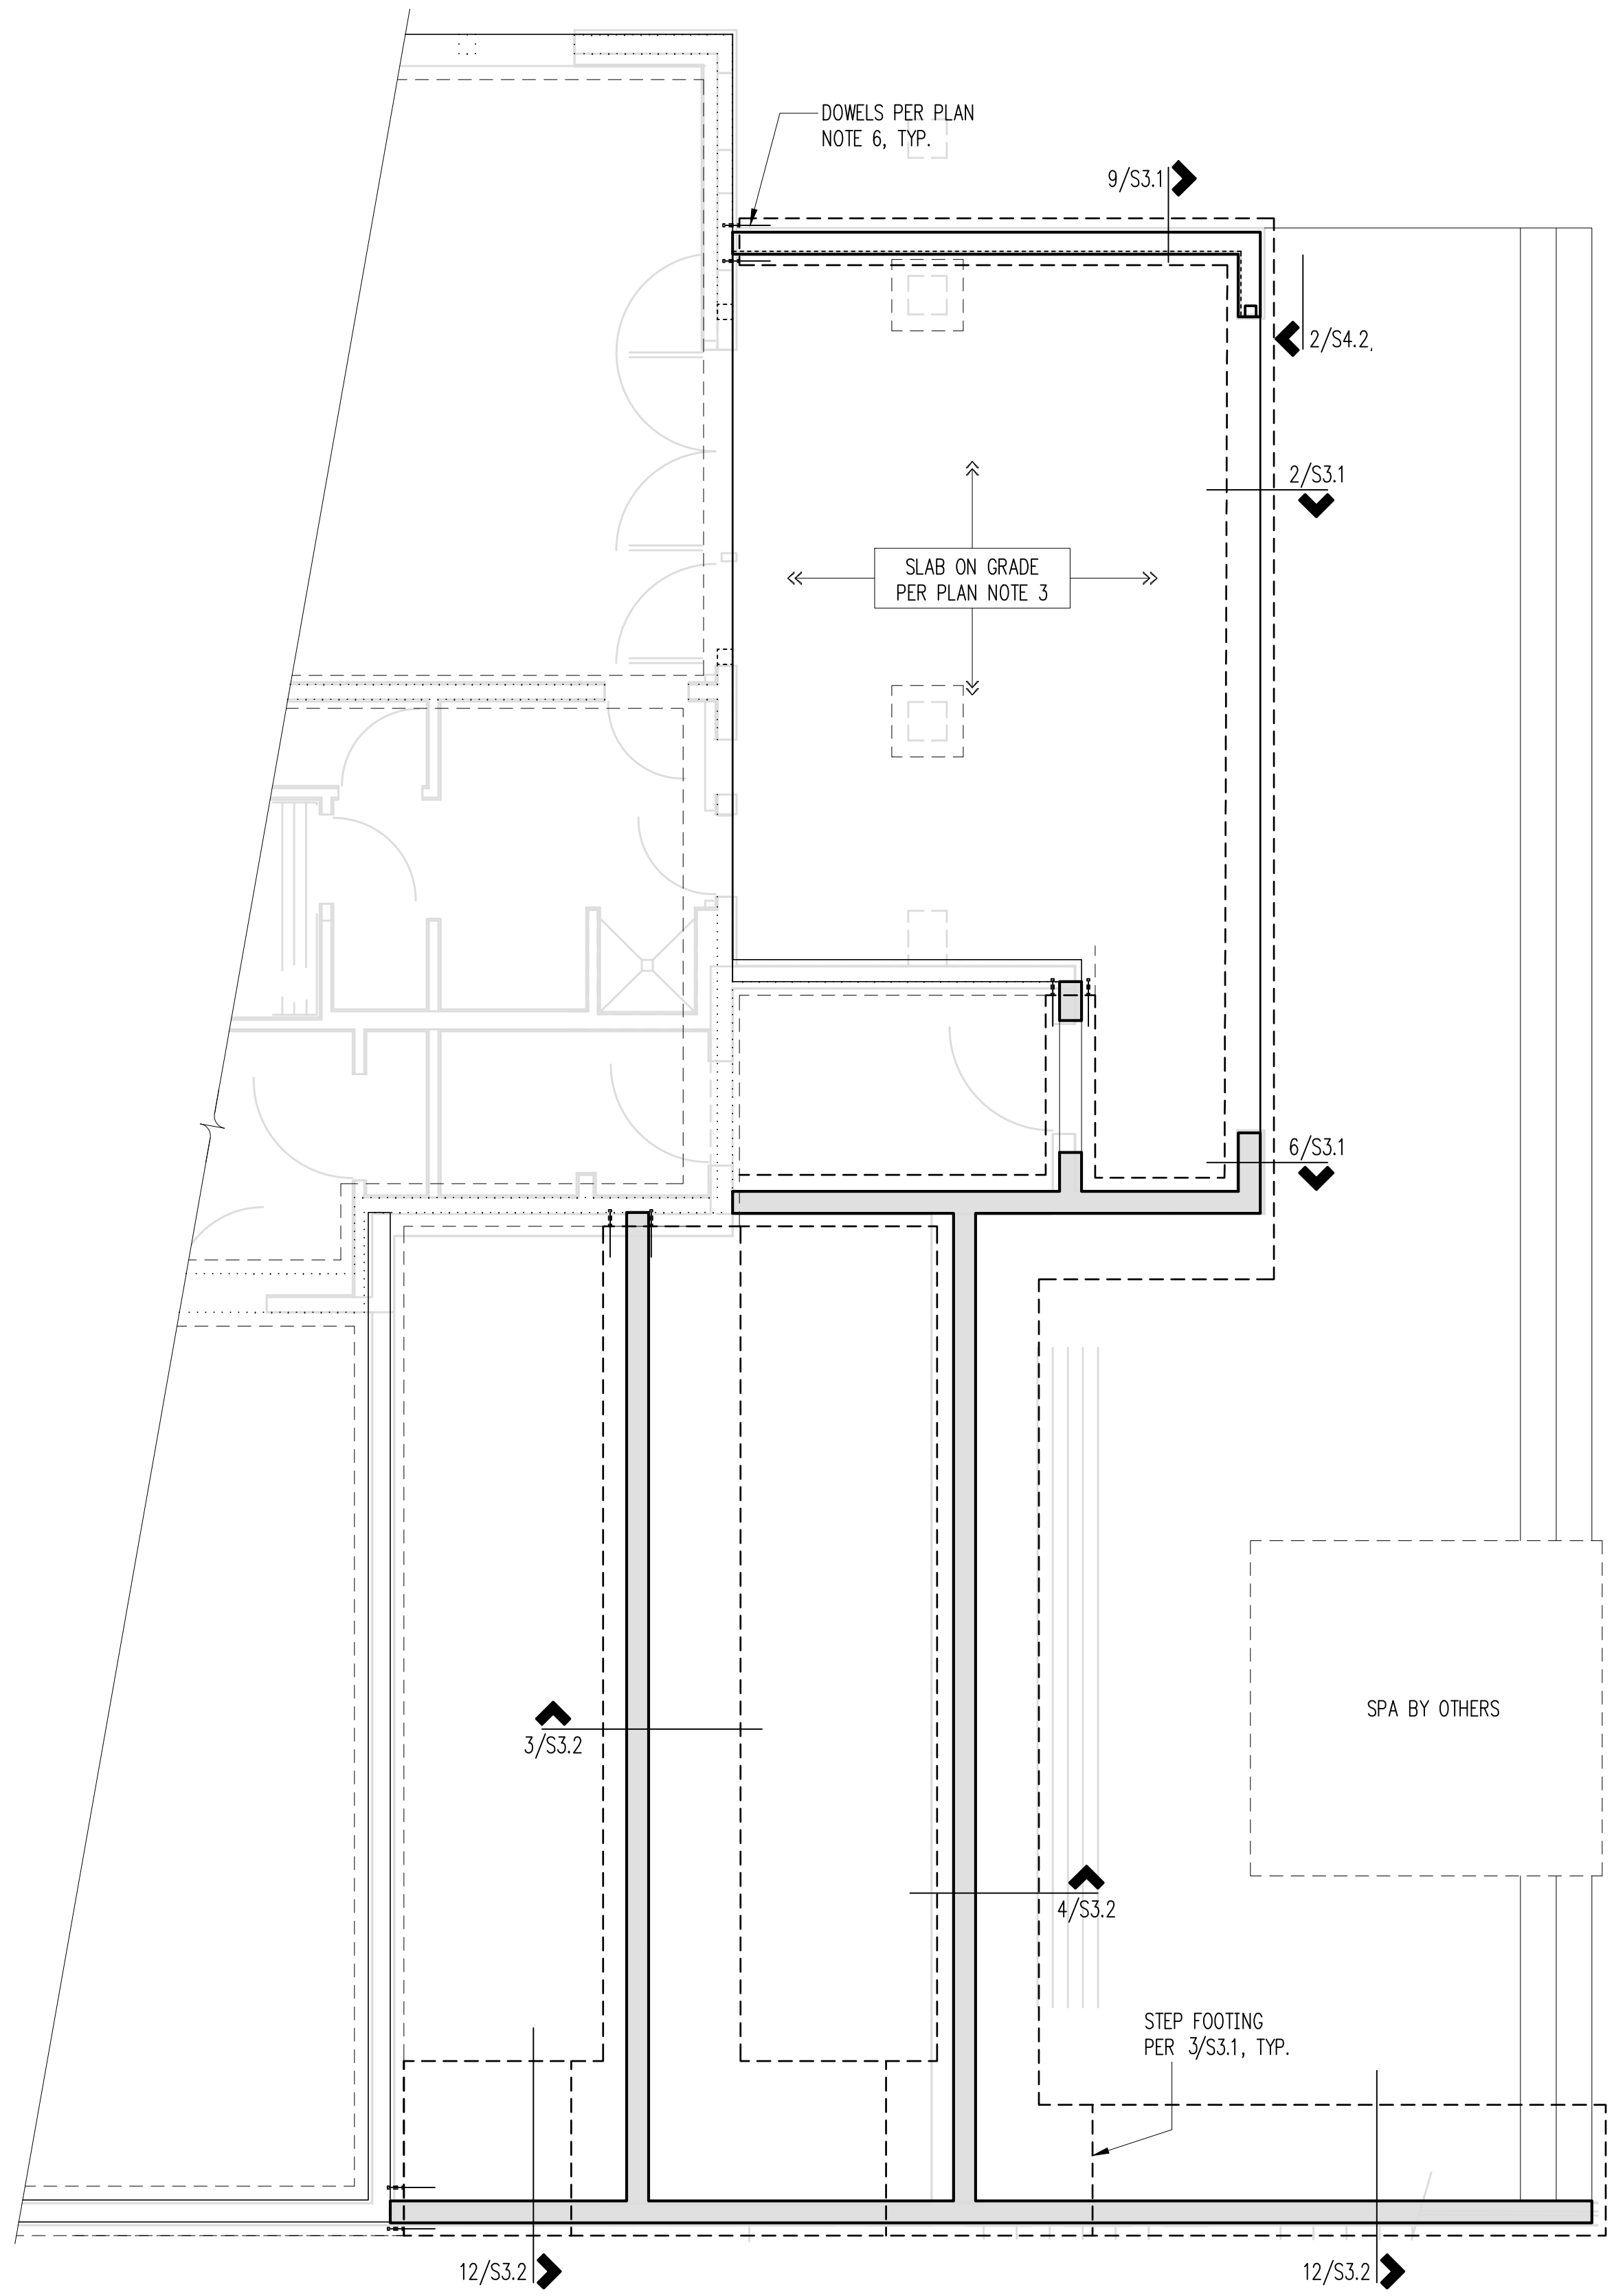 DOWELS PER PLAN
NOTE 6, TYP.
9/S3.1
2/S4.2,
2/S3.1
SLAB ON GRADE
PER PLAN NOTE 3
6/S3.1
3/S3.2
SPA BY OTHERS
4/S3.2
STEP FOOTING
PER 3/S3.1, TYP.
12/S3.2
12/S3.2